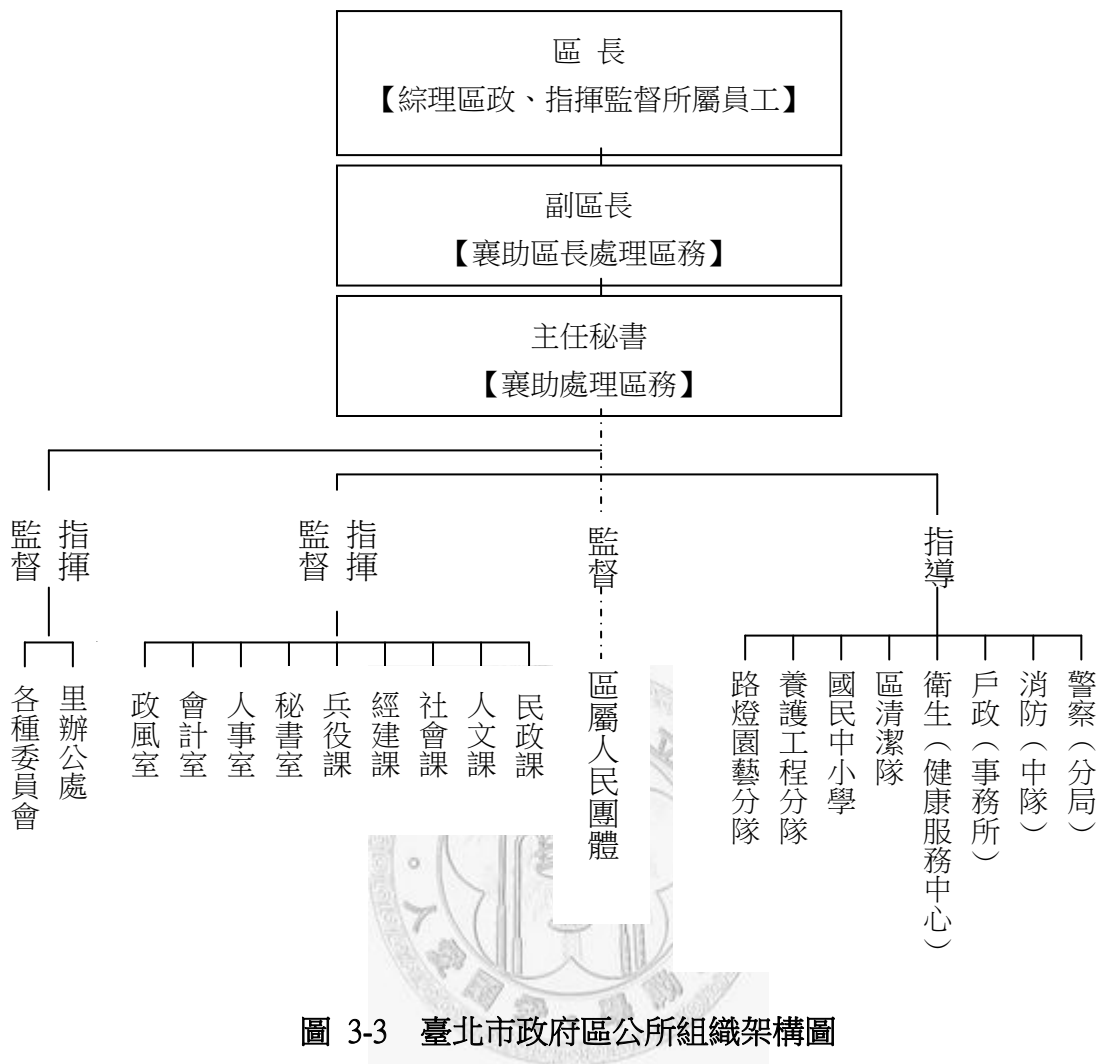 區 長
【綜理區政、指揮監督所屬員工】
副區長
【襄助區長處理區務】
主任秘書
【襄助處理區務】
指揮
監督
指揮
監督
監督
指導
各種委員會
里辦公處
政風室
會計室
人事室
秘書室
兵役課
經建課
社會課
人文課
民政課
區屬人民團體
路燈園藝分隊
養護工程分隊
國民中小學
區清潔隊
衛生（健康服務中心）
戶政（事務所）
消防（中隊）
警察（分局）
圖 3-3 臺北市政府區公所組織架構圖